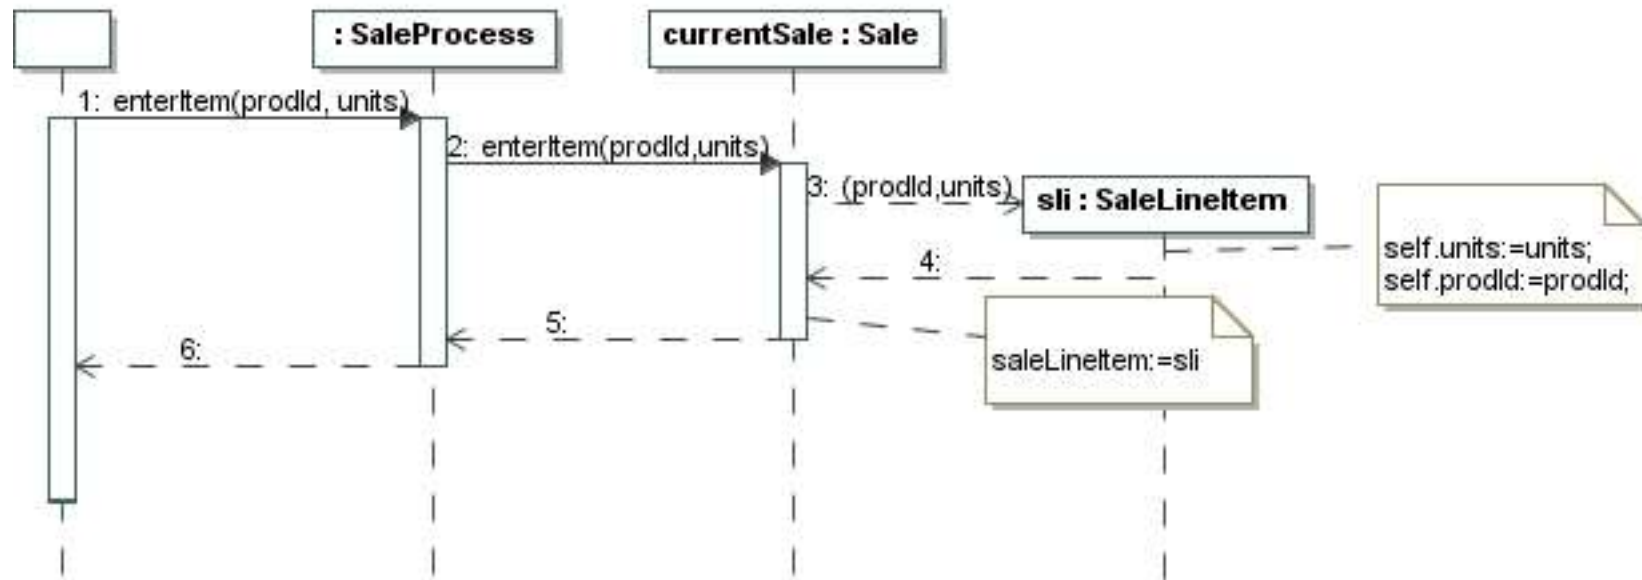 : SaleProcess
currentSale : Sale
1: enterItem(prodId, units)
2: enterItem(prodId,units)
3: (prodId,units)
sli : SaleLineItem
self.units:=units;
self.prodId:=prodId;
4:
5:
6:
saleLineItem:=sli